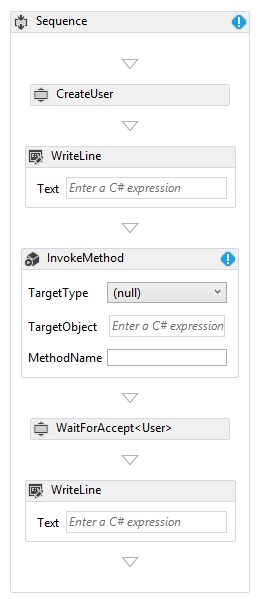 Sequence
CreateUser
WriteLine
Text Enter a C# expression
InvokeMethod
TargetType (null)
TargetObject Enter a C# expression
MethodName
WaitForAccept<User>
WriteLine
Text Enter a C# expression